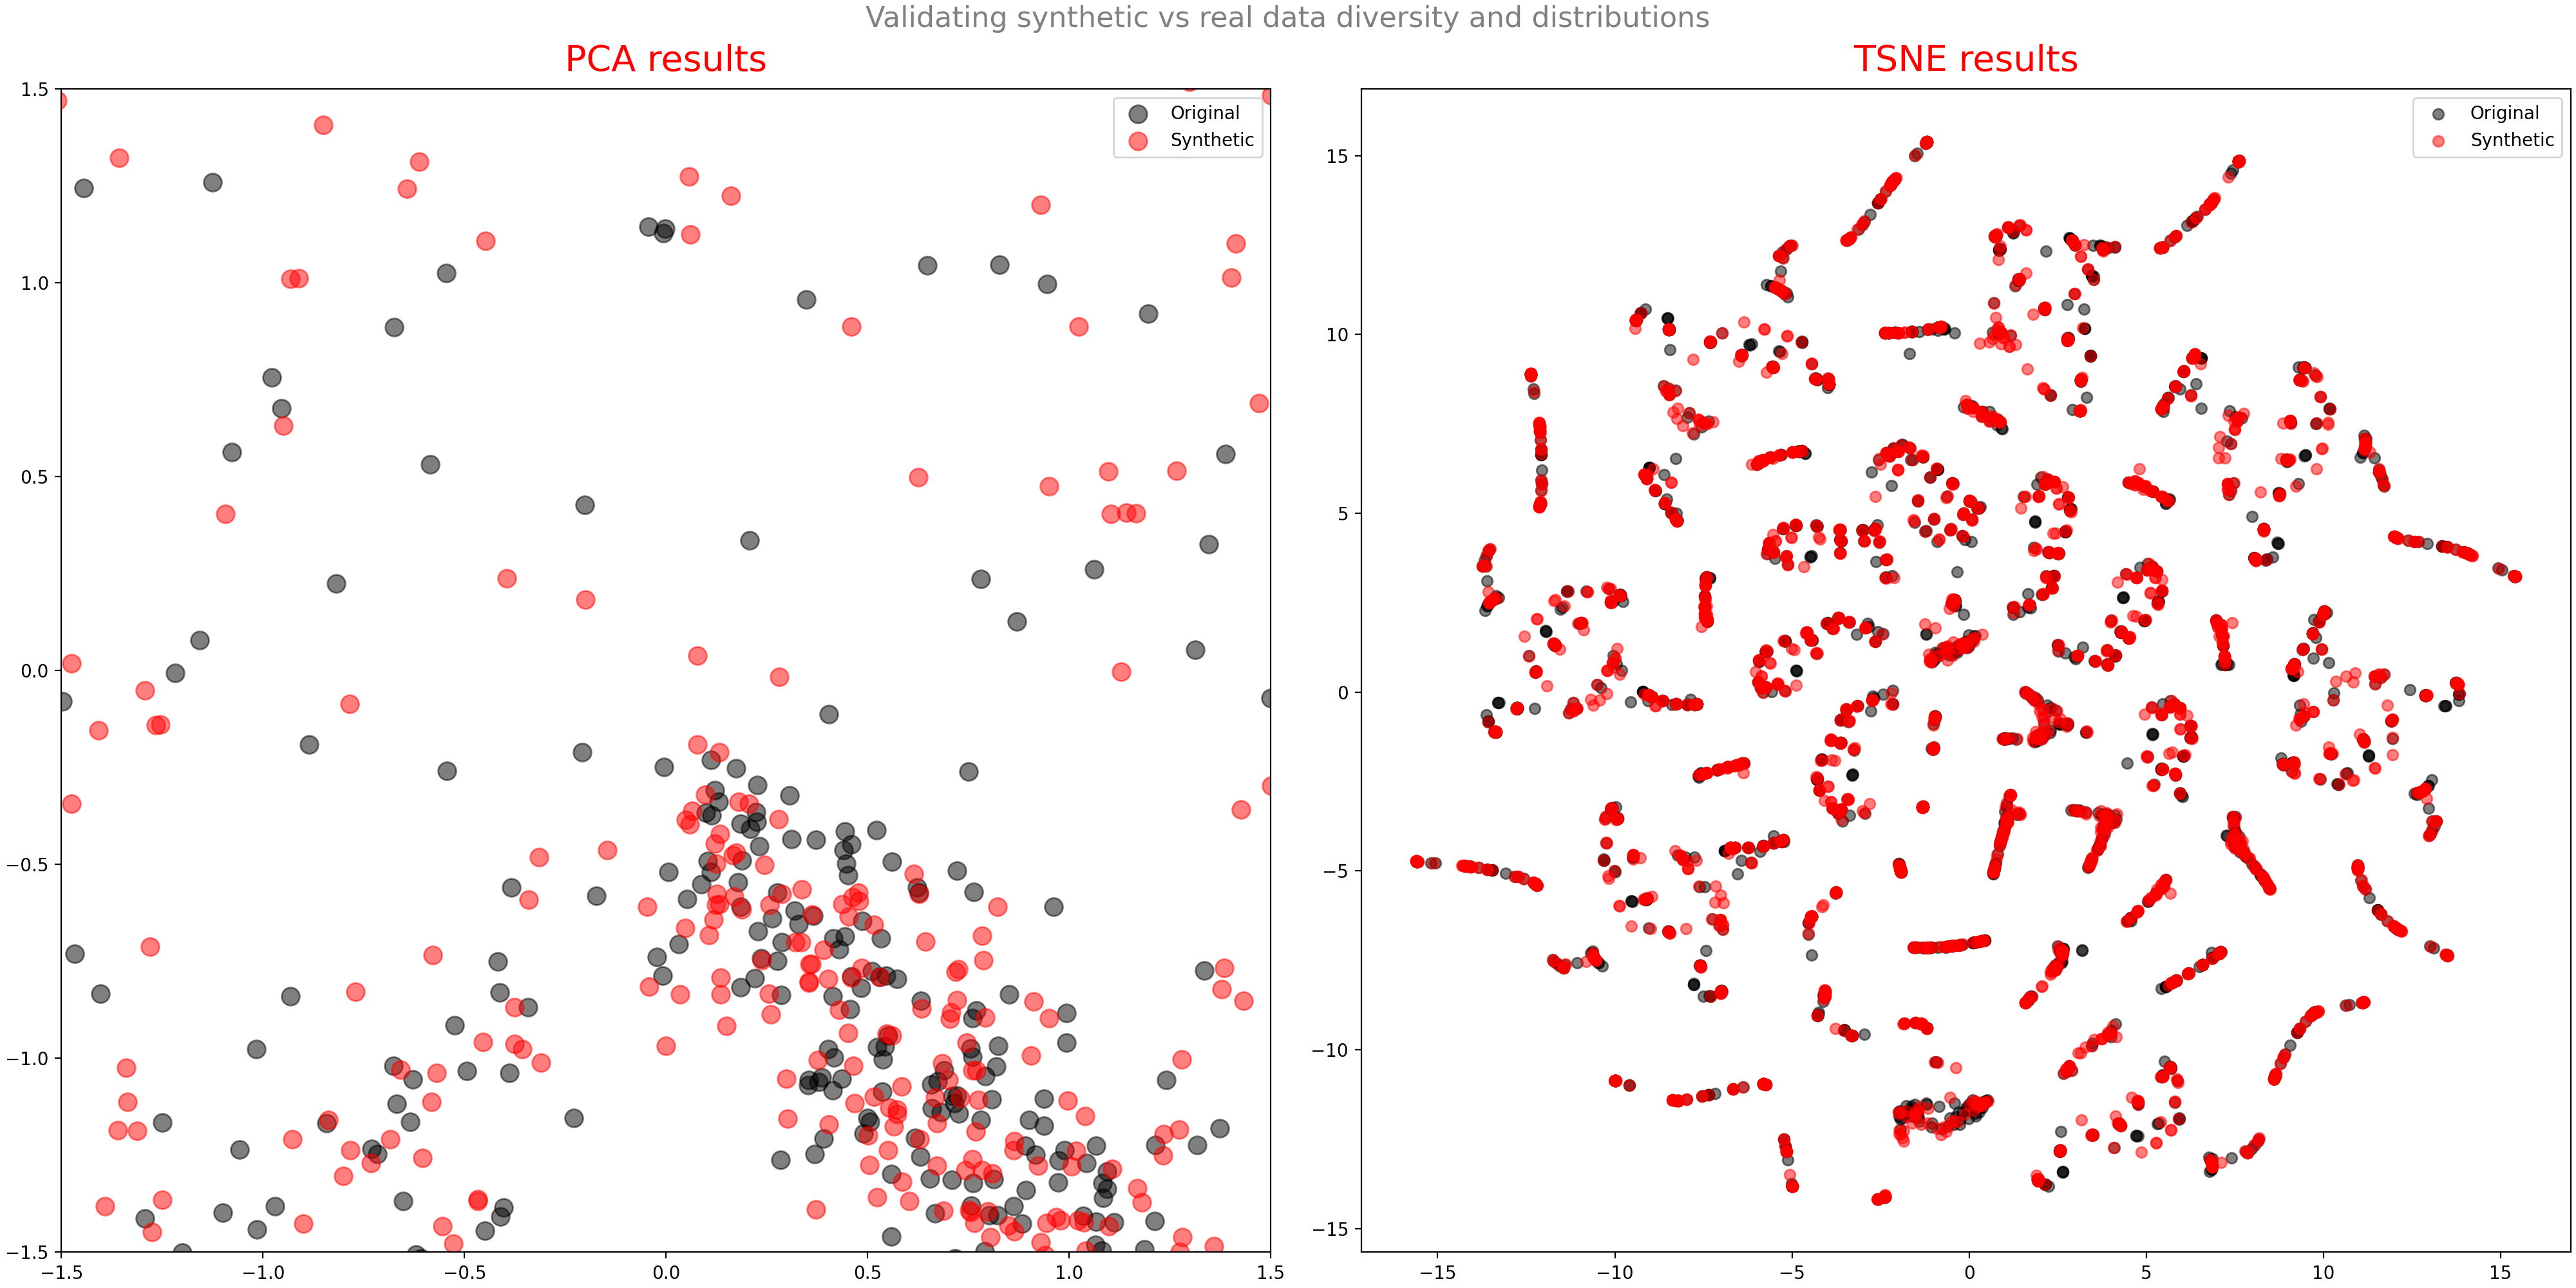 Validating synthetic vs real data diversity and distributions
PCA results
TSNE results
Original
Synthetic
Original
Synthetic
1.5
1.0
0.5
0.0
−0.5
−1.0
−1.5
−1.5 −1.0 −0.5 0.0 0.5 1.0 1.5
15
10
5
0
−5
−10
−15
−15 −10 −5 0 5 10 15